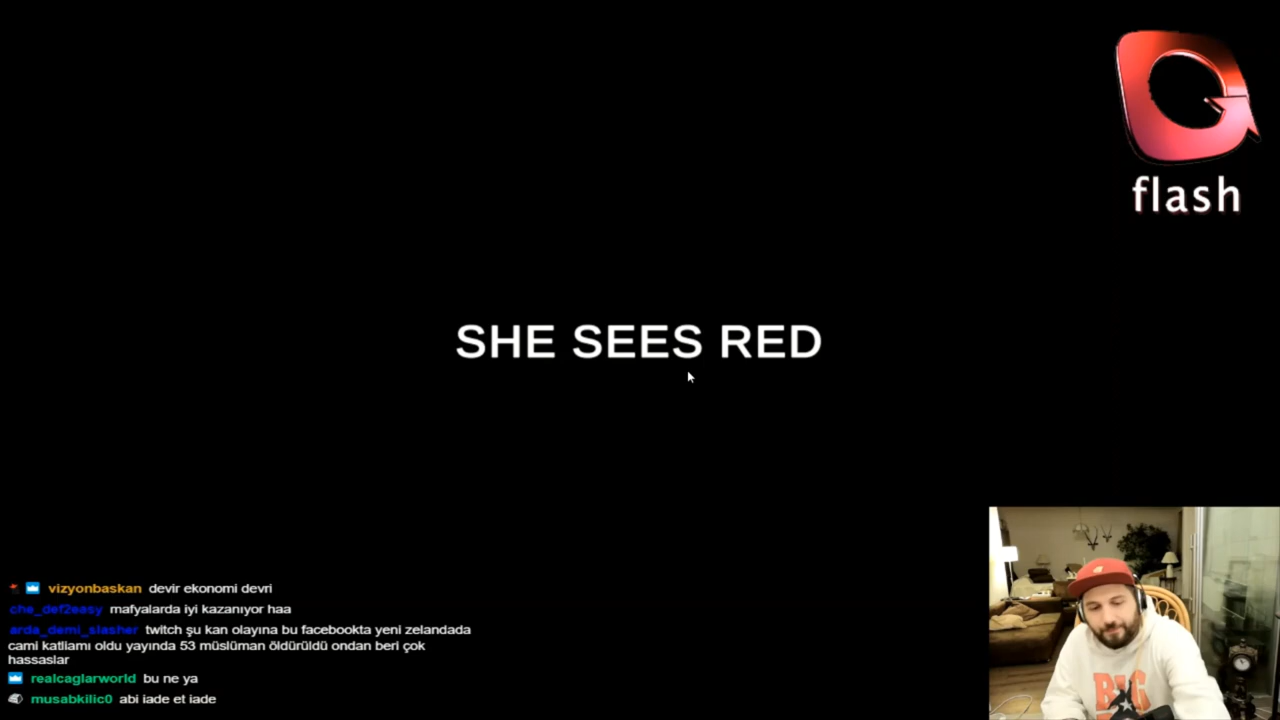 flash
SHE SEES RED
vizyonbaskan devir ekonomi devri
che_def2easy mafyalarda iyi kazanıyor haa
arda_demi_slasher twitch şu kan olayına bu facebookta yeni zelandada
cami katliamı oldu yayında 53 müslüman öldürüldü ondan beri çok
hassaslar
realcaglarworld bu ne ya
musabkilic0 abi iade et iade
BIG